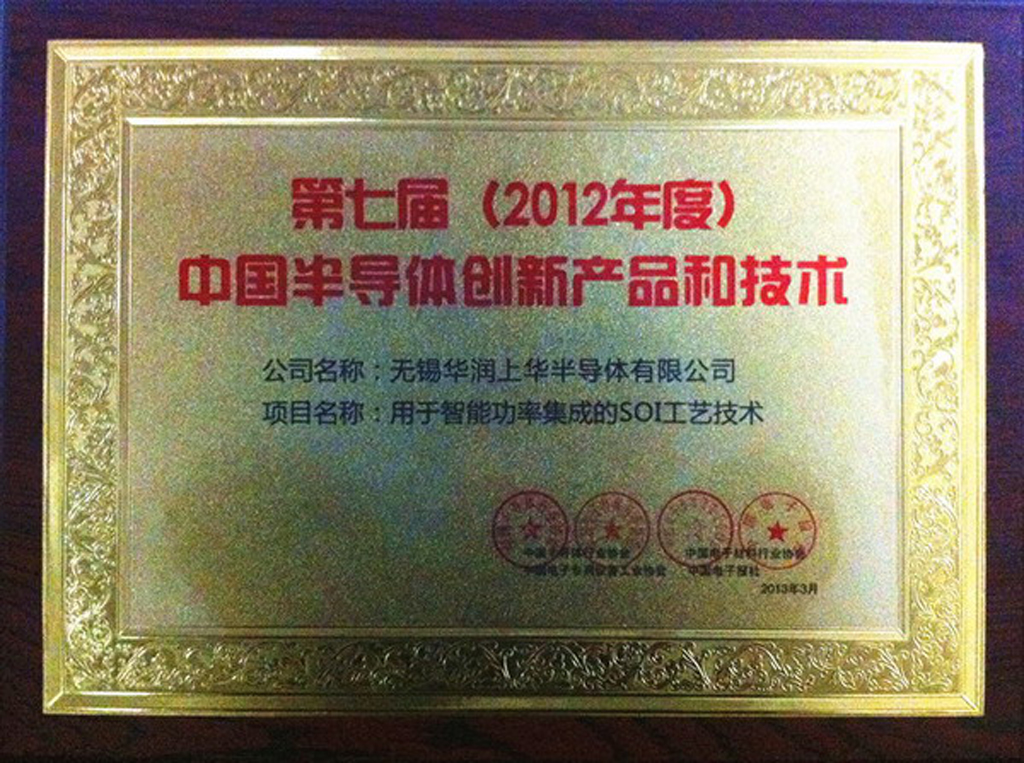 第七届（2012年度）
中国半导体创新产品和技术
公司名称：无锡华润上华半导体有限公司
项目名称：用于智能功率集成的SOI工艺技术
中国半导体行业协会 中国电子材料行业协会
中国电子专用设备工业协会 中国电子报社
2013年3月